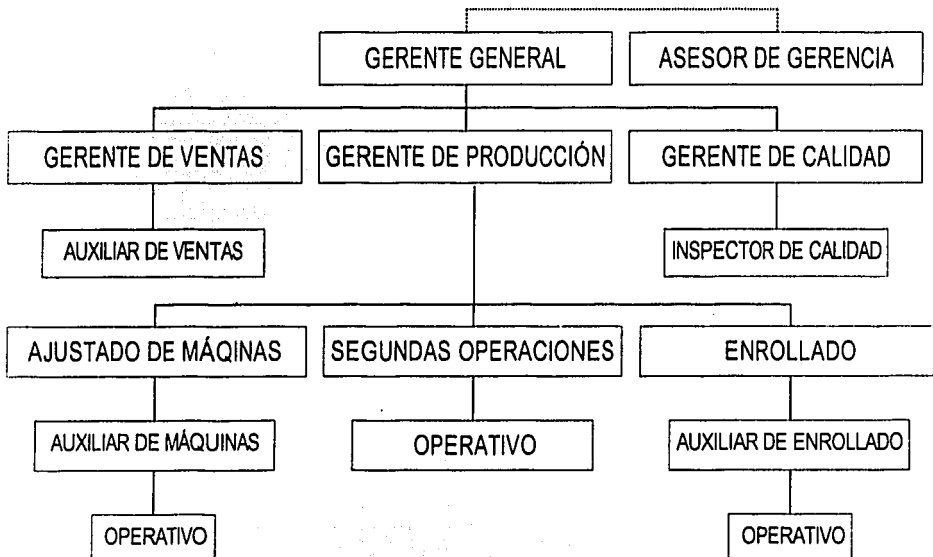 GERENTE GENERAL
ASESOR DE GERENCIA
GERENTE DE VENTAS
GERENTE DE PRODUCCIÓN
GERENTE DE CALIDAD
AUXILIAR DE VENTAS
INSPECTOR DE CALIDAD
AJUSTADO DE MÁQINAS
SEGUNDAS OPERACIONES
ENROLLADO
AUXILIAR DE MÁQUINAS
OPERATIVO
AUXILIAR DE ENROLLADO
OPERATIVO
OPERATIVO